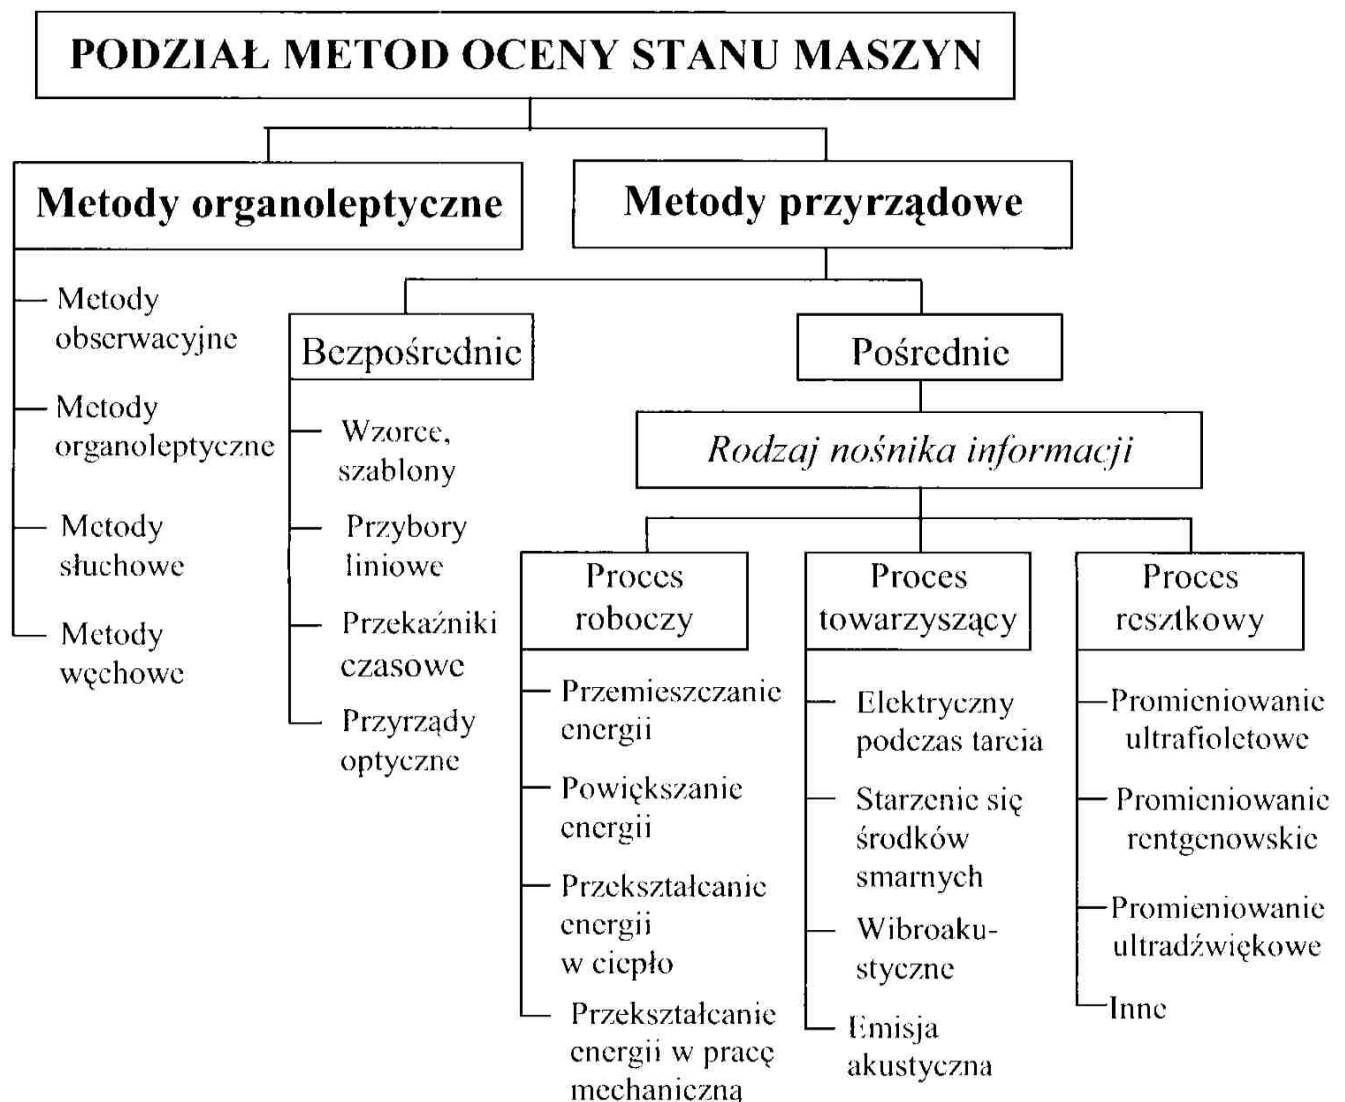 PODZIAŁ METOD OCENY STANU MASZYN
Metody organoleptyczne
Metody
obserwacyjne
Metody
organoleptyczne
Metody
słuchowe
Metody
węchowe
Metody przyrządowe
Bezpośrednie
Wzorce,
szablony
Przybory
liniowe
Przekaźniki
czasowe
Przyrządy
optyczne
Pośrednie
Rodzaj nośnika informacji
Proces
roboczy
Przemieszczanie
energii
Powiększanie
energii
Przekształcanie
energii
w ciepło
Przekształcanie
energii w pracę
mechaniczną
Proces
towarzyszący
Elektryczny
podczas tarcia
Starzenie się
środków
smarnych
Wibroaku-
styczne
Emisja
akustyczna
Proces
resztkowy
Promieniowanie
ultrafioletowe
Promieniowanie
rentgenowskie
Promieniowanie
ultradźwiękowe
Inne